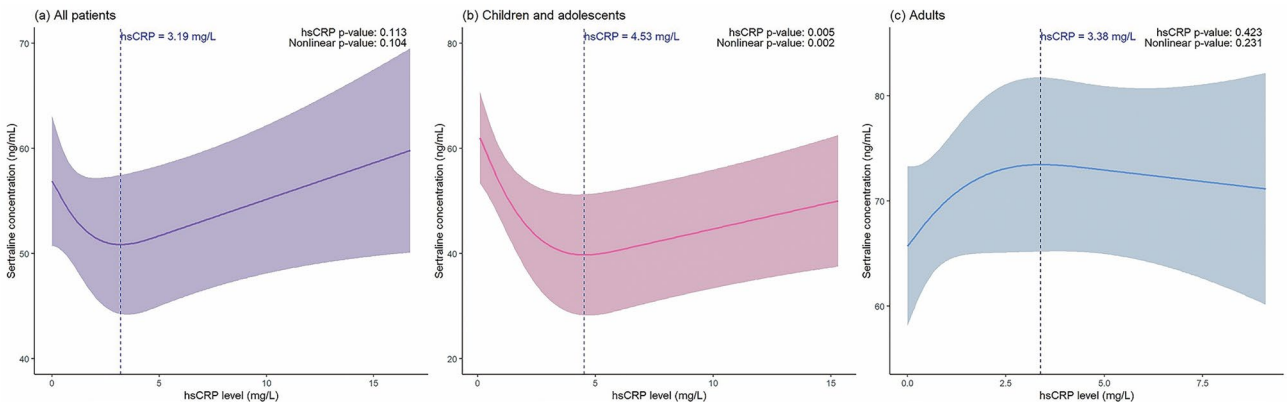 (a) All patients
hsCRP = 3.19 mg/L
hsCRP p-value: 0.113
Nonlinear p-value: 0.104
Sertraline concentration (ng/mL)
70
60
50
40
0
5
10
15
hsCRP level (mg/L)
(b) Children and adolescents
hsCRP = 4.53 mg/L
hsCRP p-value: 0.005
Nonlinear p-value: 0.002
Sertraline concentration (ng/mL)
80
60
40
20
0
5
10
15
hsCRP level (mg/L)
(c) Adults
hsCRP = 3.38 mg/L
hsCRP p-value: 0.423
Nonlinear p-value: 0.231
Sertraline concentration (ng/mL)
80
70
60
0.0
2.5
5.0
7.5
hsCRP level (mg/L)